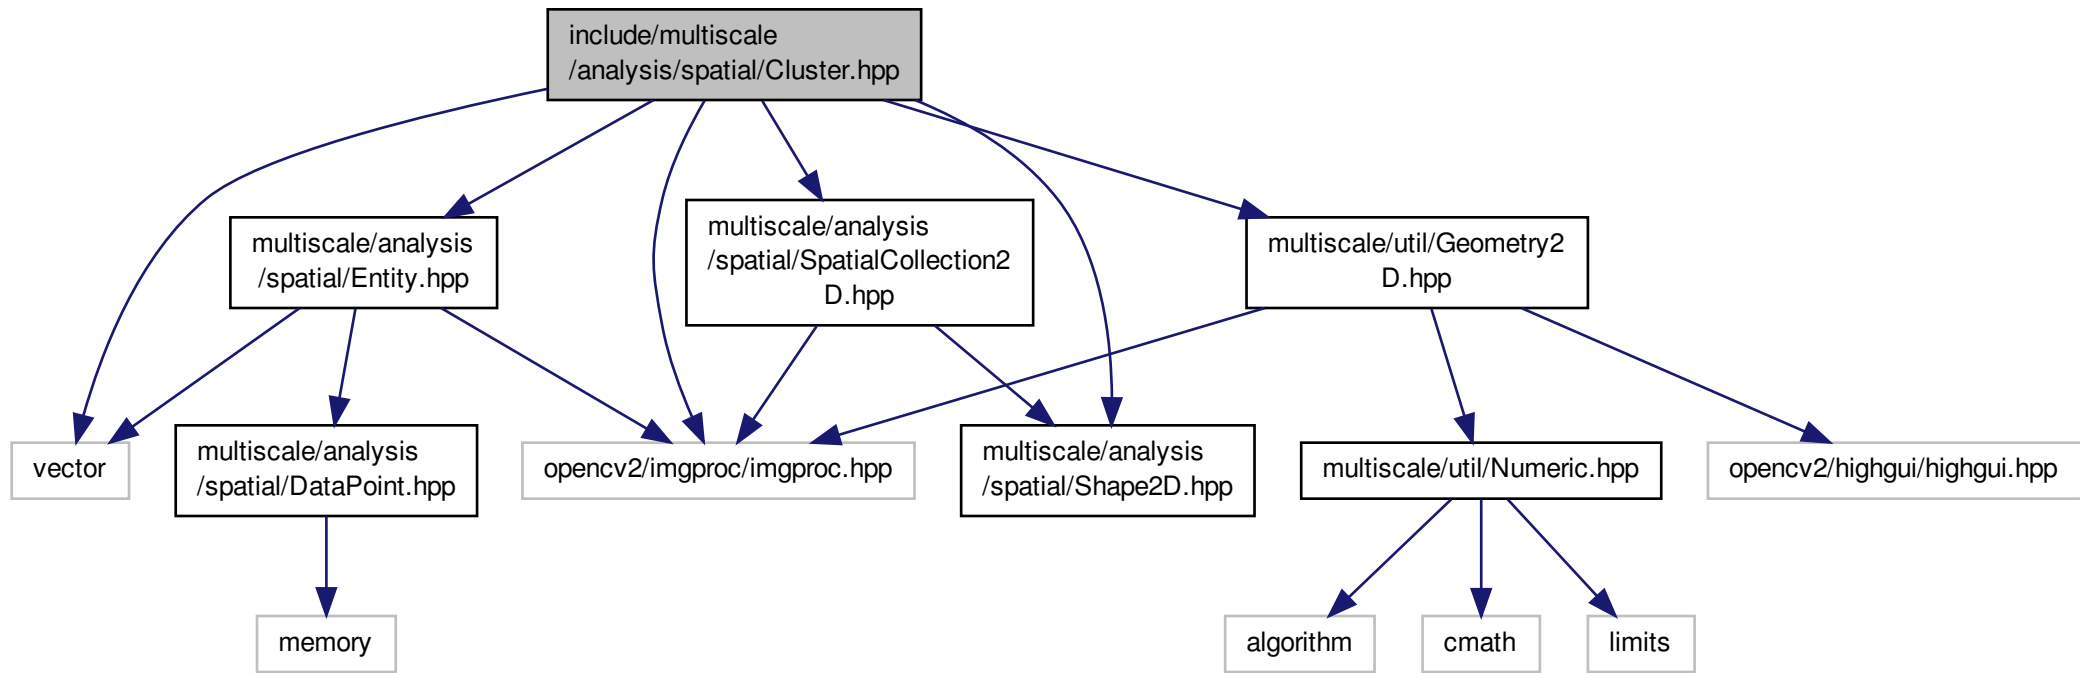 include/multiscale
/analysis/spatial/Cluster.hpp
multiscale/analysis
/spatial/Entity.hpp
multiscale/analysis
/spatial/SpatialCollection2
D.hpp
multiscale/util/Geometry2
D.hpp
vector
multiscale/analysis
/spatial/DataPoint.hpp
opencv2/imgproc/imgproc.hpp
multiscale/analysis
/spatial/Shape2D.hpp
multiscale/util/Numeric.hpp
opencv2/highgui/highgui.hpp
memory
algorithm
cmath
limits